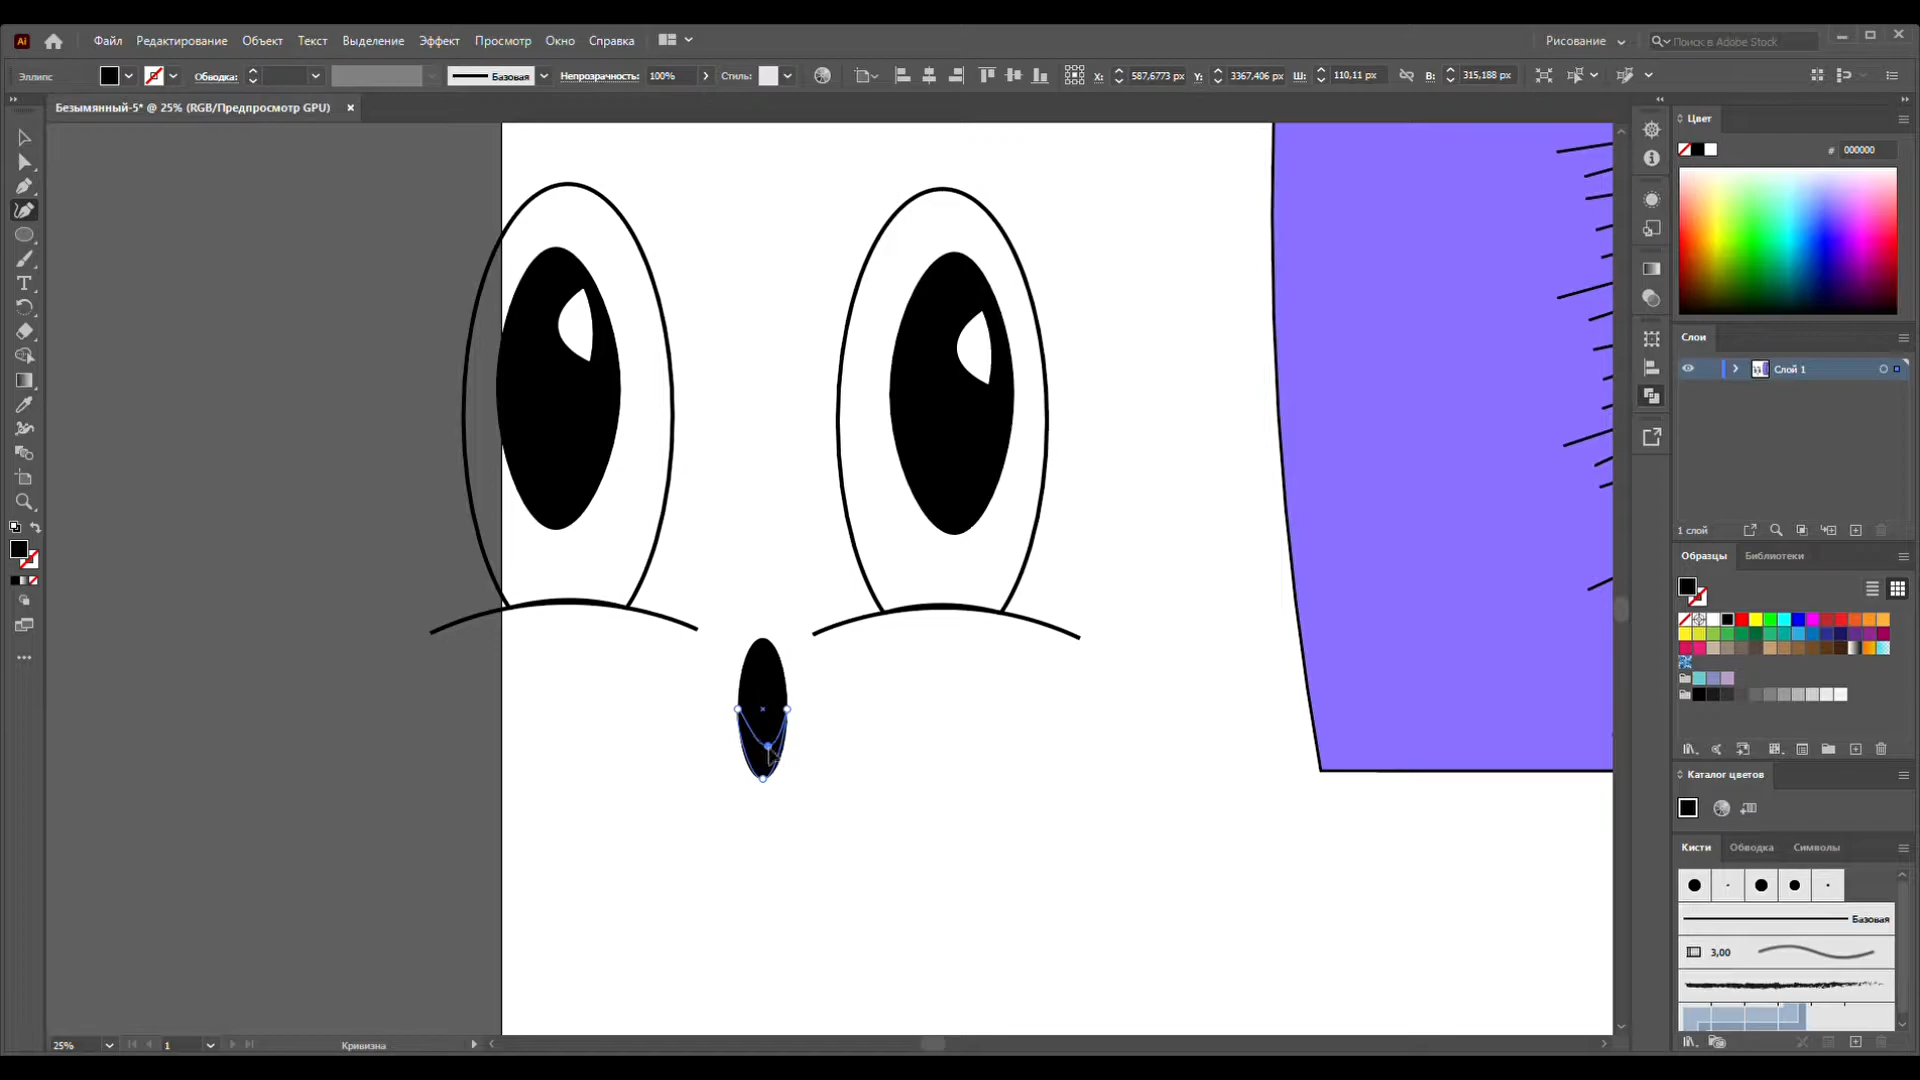 Ai Файл Редактирование Объект Текст Выделение Эффект Просмотр Окно Справка Рисование Поиск в Adobe Stock
Эллипс Обводка: Базовая Непрозрачность: 100% Стиль: X: 587,6773 px Y: 3367,406 px Ш: 110,11 px В: 315,188 px
Безымянный-5* @ 25% (RGB/Предпросмотр GPU)
Цвет
# 000000
Слои
Слой 1
1 слой
Образцы Библиотеки
Каталог цветов
Кисти Обводка Символы
Базовая
3,00
25% 1 Кривизна